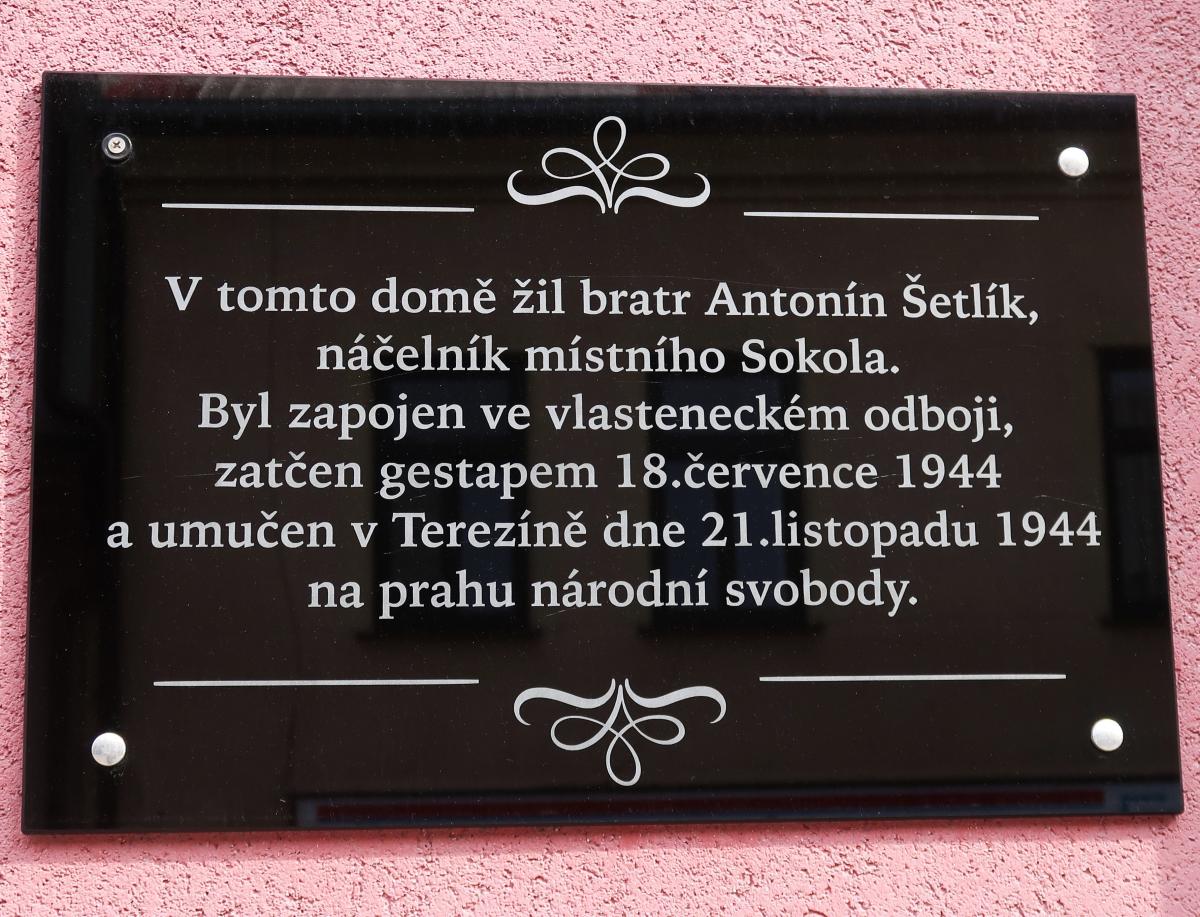 V tomto domě žil bratr Antonín Šetlík,
náčelník místního Sokola.
Byl zapojen ve vlasteneckém odboji,
zatčen gestapem 18.července 1944
a umučen v Terezíně dne 21.listopadu 1944
na prahu národní svobody.